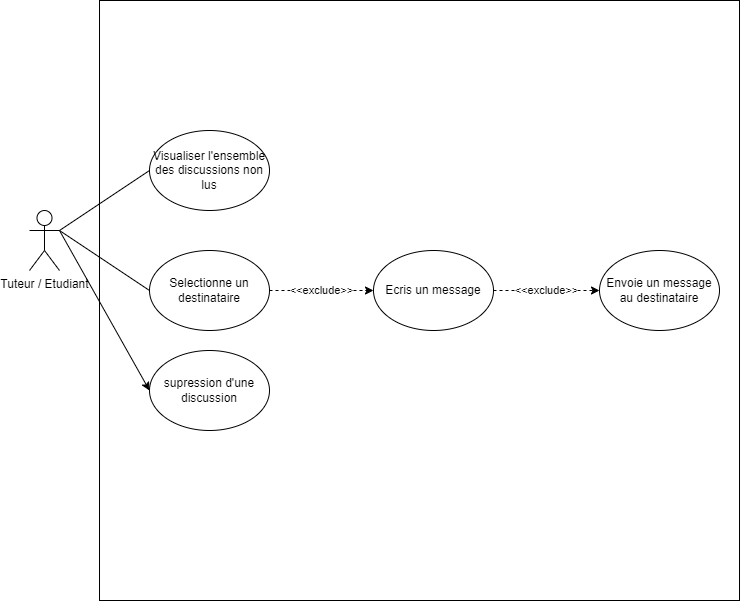 Visualiser l'ensemble
des discussions non
lus
Tuteur / Etudiant
Selectionne un
destinataire
<<exclude>>
Ecris un message
<<exclude>>
Envoie un message
au destinataire
supression d'une
discussion